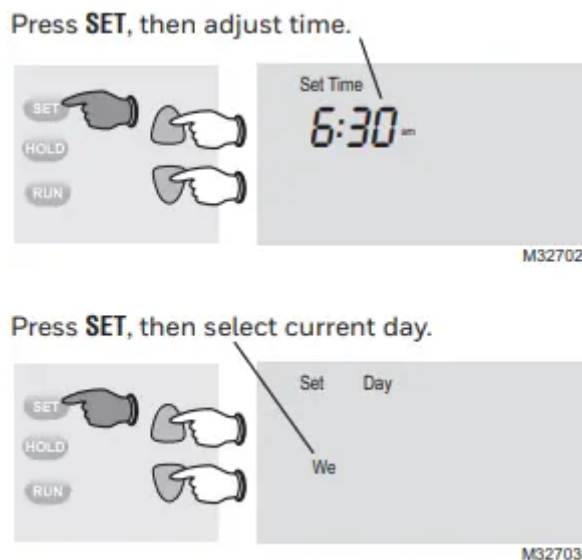 Press SET, then adjust time.
SET
HOLD
RUN
Set Time
6:30 am
M32702
Press SET, then select current day.
SET
HOLD
RUN
Set Day
We
M32703